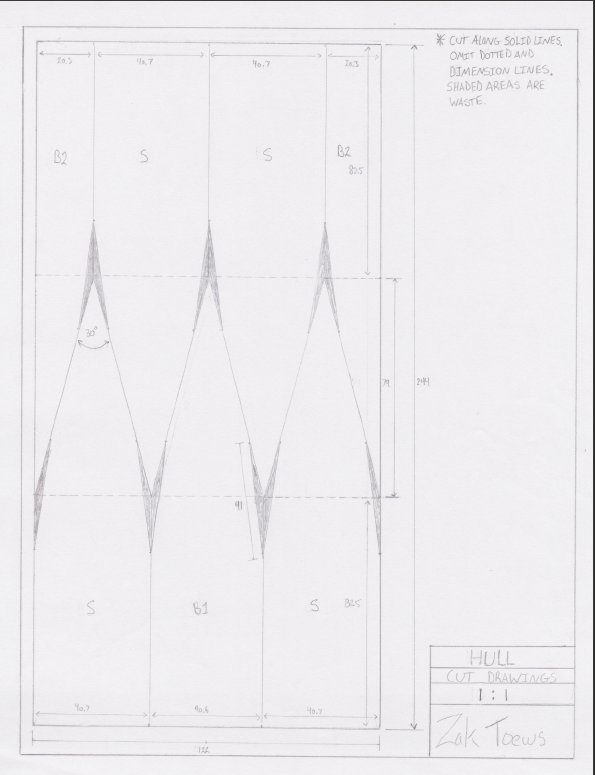 * CUT ALONG SOLID LINES,
OMIT DOTTED AND
DIMENSION LINES.
SHADED AREAS ARE
WASTE.
20.3 40.7 40.7 20.3
B2 S S B2
82.5
30°
74 244
41
S B1 S 82.5
40.7 40.6 40.7
122
HULL
CUT DRAWINGS
1:1
Zak Toews